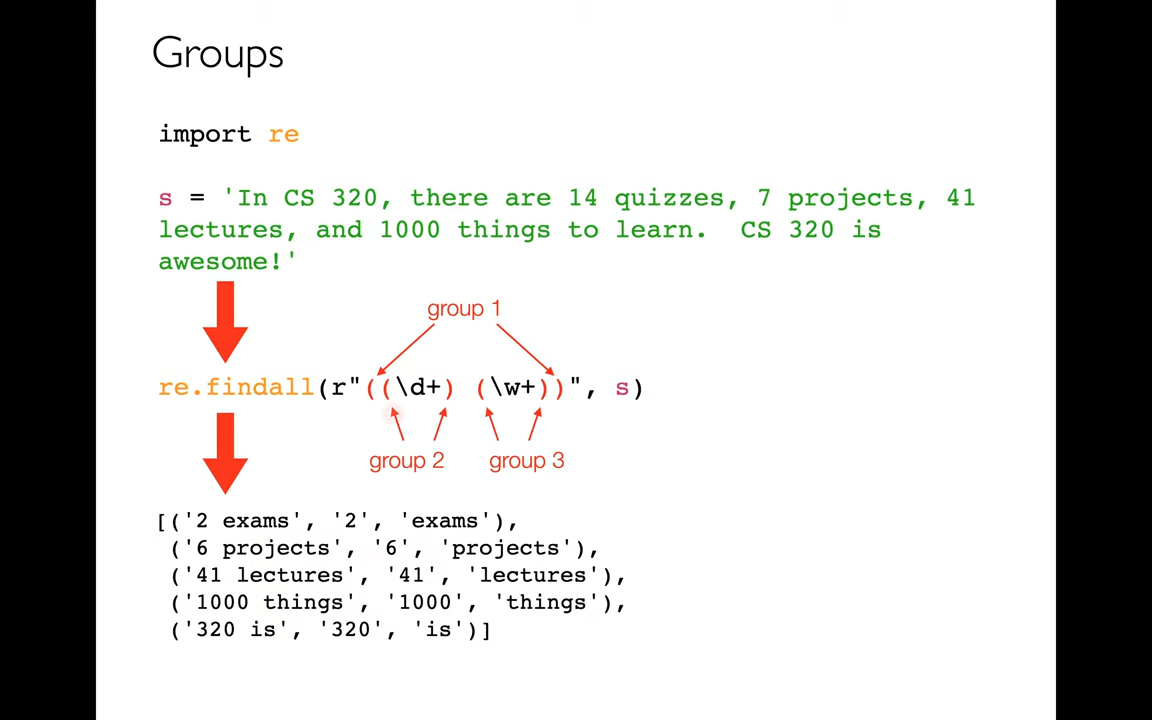 Groups
import re
s = 'In CS 320, there are 14 quizzes, 7 projects, 41
lectures, and 1000 things to learn.  CS 320 is
awesome!'
group 1
re.findall(r"((\d+) (\w+))", s)
group 2 group 3
[('2 exams', '2', 'exams'),
('6 projects', '6', 'projects'),
('41 lectures', '41', 'lectures'),
('1000 things', '1000', 'things'),
('320 is', '320', 'is')]